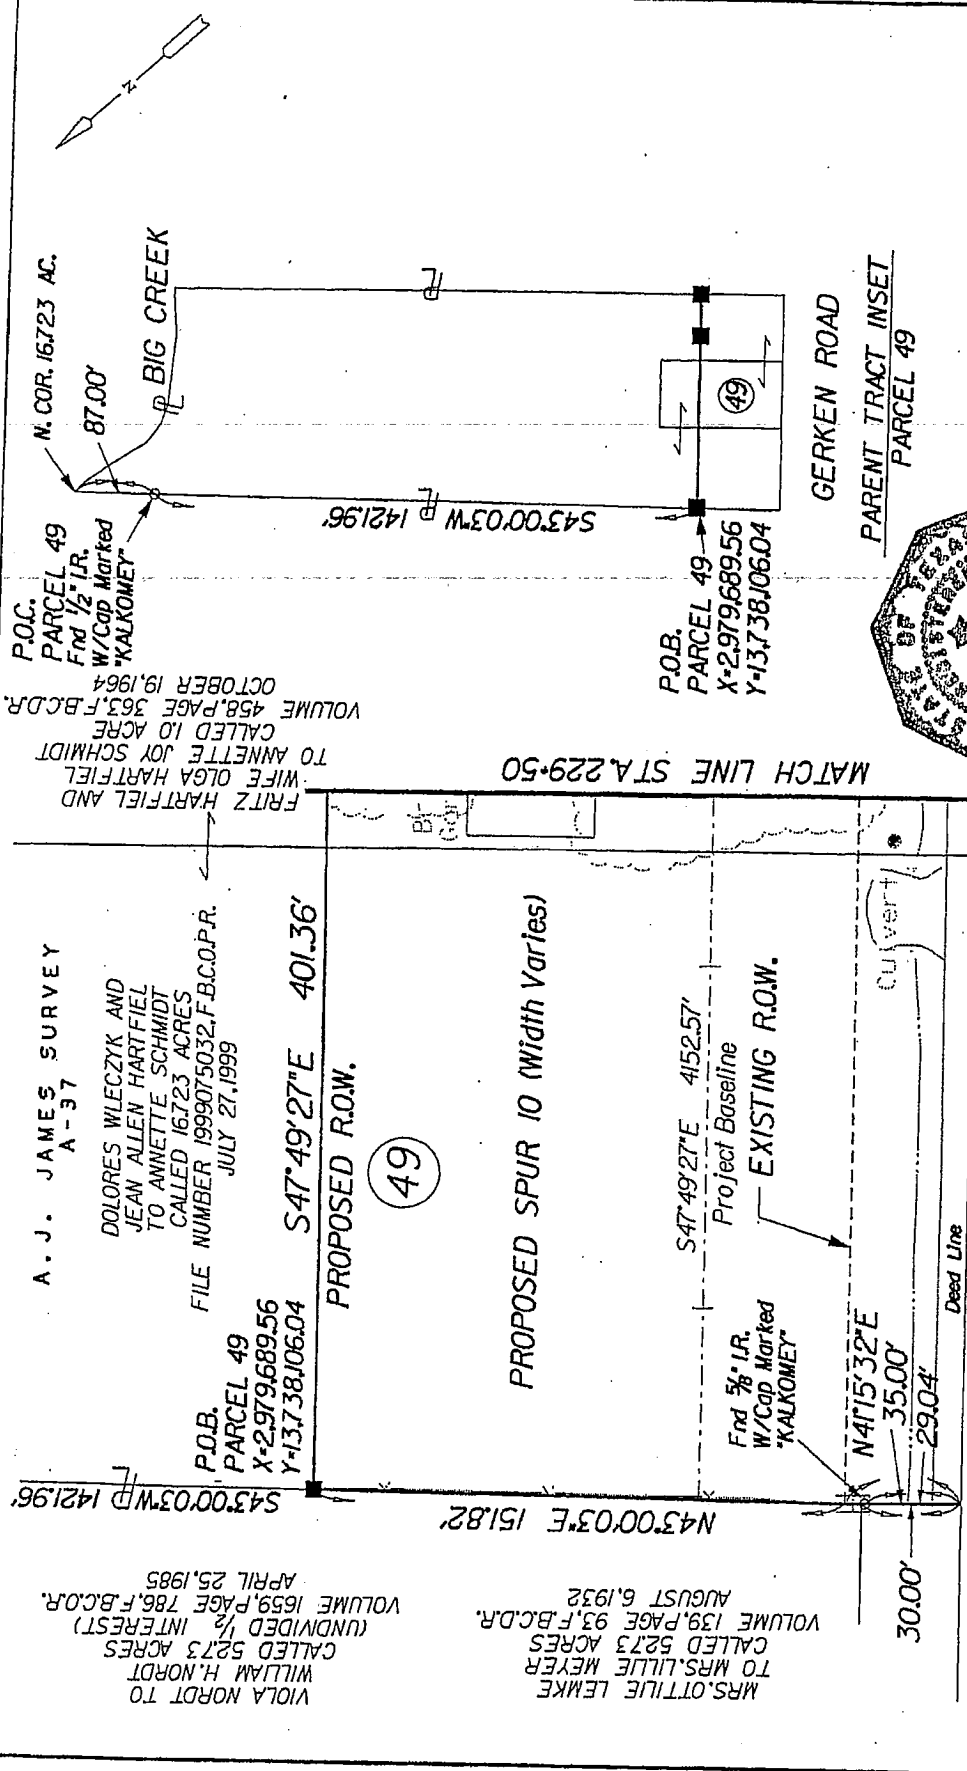 A. J. JAMES SURVEY
A-37
DOLORES WLECZYK AND
JEAN ALLEN HARTFIEL
TO ANNETTE SCHMIDT
CALLED 16.723 ACRES
FILE NUMBER 1999075032, F.B.C.O.P.R.
JULY 27, 1999
FRITZ HARTFIEL AND
WIFE OLGA HARTFIEL
TO ANNETTE JOY SCHMIDT
CALLED 1.0 ACRE
VOLUME 458, PAGE 363, F.B.C.D.R.
OCTOBER 19, 1964
P.O.C.
PARCEL 49
Fnd ½" I.R.
W/Cap Marked
"KALKOMEY"
N. COR. 16.723 AC.
87.00'
BIG CREEK
N
S43°00'03"W 1421.96'
P.O.B.
PARCEL 49
X=2,979,689.56
Y=13,738,106.04
49
GERKEN ROAD
PARENT TRACT INSET
PARCEL 49
STATE OF TEXAS
REGISTERED
VIOLA NORDT TO
WILLIAM H. NORDT
CALLED 52.73 ACRES
(UNDIVIDED ½ INTEREST)
VOLUME 1659, PAGE 786, F.B.C.O.R.
APRIL 25, 1985
S43°00'03"W 1421.96'
P.O.B.
PARCEL 49
X=2,979,689.56
Y=13,738,106.04
S47°49'27"E 401.36'
PROPOSED R.O.W.
49
PROPOSED SPUR 10 (Width Varies)
MATCH LINE STA. 229+50
MRS. OTTILIE LEMKE
TO MRS. LILLIE MEYER
CALLED 52.73 ACRES
VOLUME 139, PAGE 93, F.B.C.D.R.
AUGUST 6, 1932
N43°00'03"E 151.82'
S47°49'27"E 4152.57'
Project Baseline
EXISTING R.O.W.
Fnd ⅝" I.R.
W/Cap Marked
"KALKOMEY"
N41°15'32"E
35.00'
29.04'
30.00'
Culvert
Deed Line